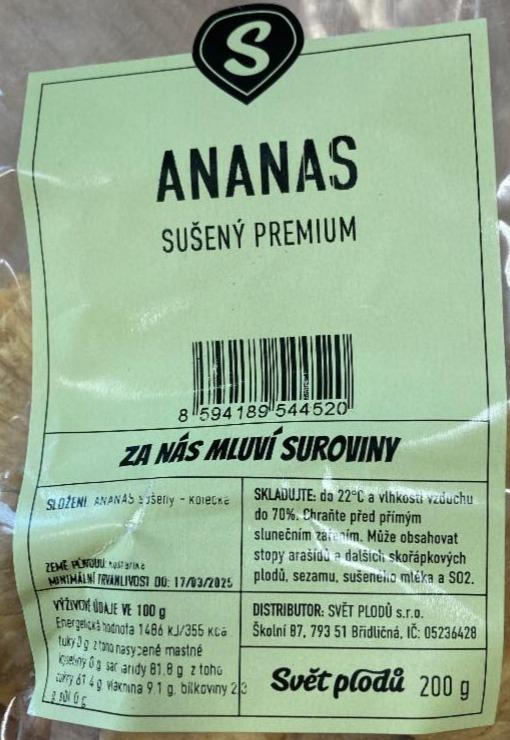 S
ANANAS
SUŠENÝ PREMIUM
8 594189 544520
ZA NÁS MLUVÍ SUROVINY
SLOŽENÍ: ANANAS sušený - kolečka
ZEMĚ PŮVODU: Kostarika
MINIMÁLNÍ TRVANLIVOST DO: 17/03/2025
SKLADUJTE: do 22°C a vlhkosti vzduchu
do 70%. Chraňte před přímým
slunečním zářením. Může obsahovat
stopy arašídů a dalších skořápkových
plodů, sezamu, sušeného mléka a SO2.
VÝŽIVOVÉ ÚDAJE VE 100 g
Energetická hodnota 1486 kJ/355 kca
tuky 0 g z toho nasycené mastné
kyseliny 0 g sacharidy 81.8 g z toho
cukry 61.4 g vláknina 9.1 g. bílkoviny 2.3
g sůl 0 g
DISTRIBUTOR: SVĚT PLODŮ s.r.o.
Školní 87, 793 51 Břidličná, IČ: 05236428
Svět plodů 200 g